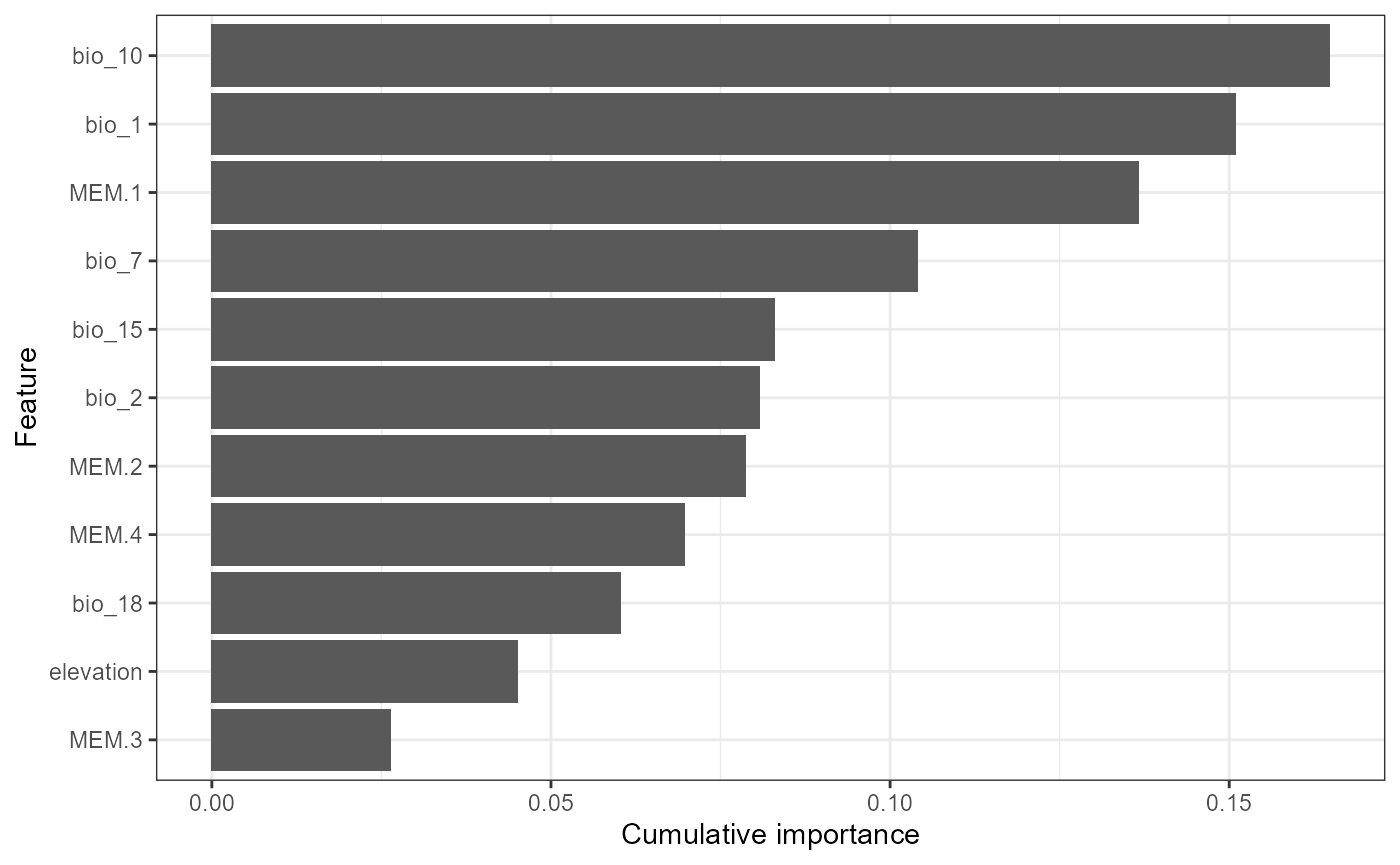 bio_10
bio_1
MEM.1
bio_7
bio_15
bio_2
MEM.2
MEM.4
bio_18
elevation
MEM.3
Feature
0.00 0.05 0.10 0.15
Cumulative importance